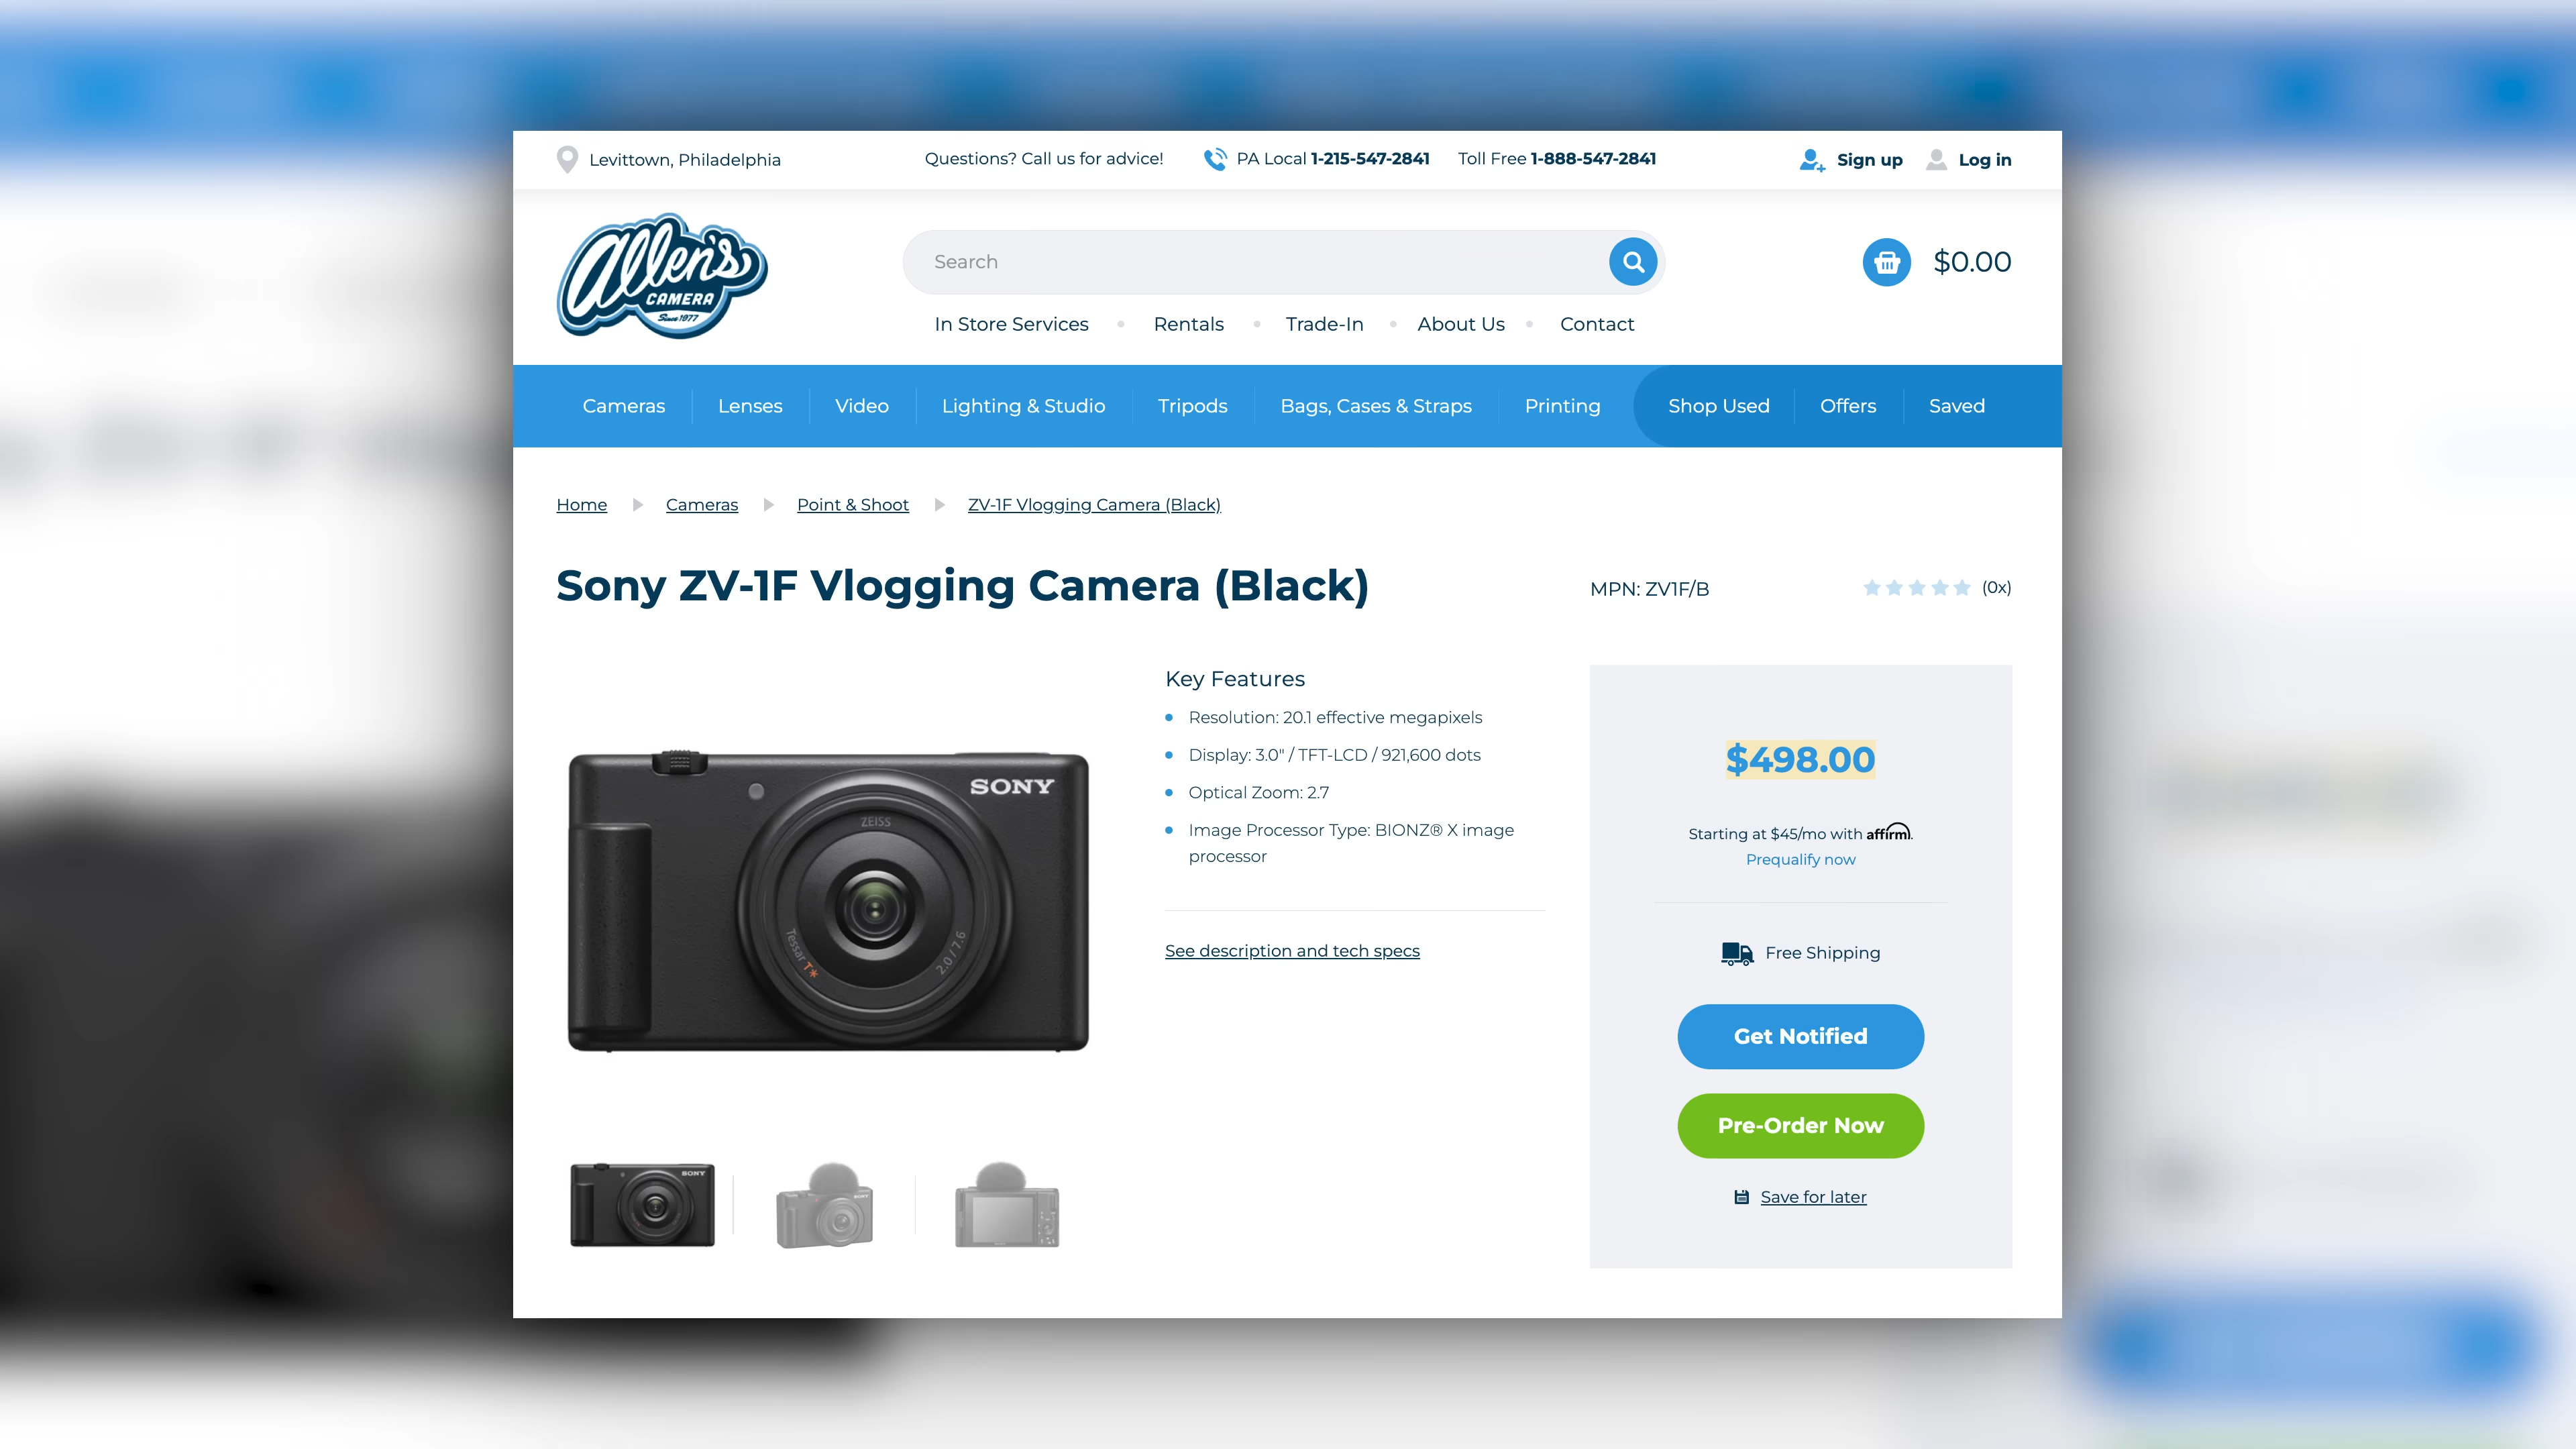 Levittown, Philadelphia
Questions? Call us for advice!
PA Local 1-215-547-2841
Toll Free 1-888-547-2841
Sign up
Log in
Allen's
CAMERA
Since 1977
Search
$0.00
In Store Services
Rentals
Trade-In
About Us
Contact
Cameras
Lenses
Video
Lighting & Studio
Tripods
Bags, Cases & Straps
Printing
Shop Used
Offers
Saved
Home
Cameras
Point & Shoot
ZV-1F Vlogging Camera (Black)
Sony ZV-1F Vlogging Camera (Black)
MPN: ZV1F/B
(0x)
SONY
ZEISS
Tessar T*
2.0/7.6
Key Features
Resolution: 20.1 effective megapixels
Display: 3.0" / TFT-LCD / 921,600 dots
Optical Zoom: 2.7
Image Processor Type: BIONZ® X image
processor
See description and tech specs
$498.00
Starting at $45/mo with affirm.
Prequalify now
Free Shipping
Get Notified
Pre-Order Now
Save for later
SONY